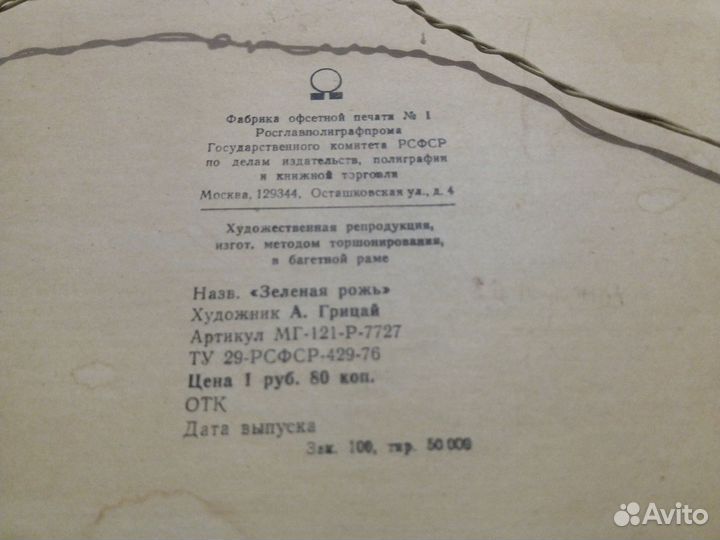 Фабрика офсетной печати № 1
Росглавполиграфпрома
Государственного комитета РСФСР
по делам издательств, полиграфии
и книжной торговли
Москва, 129344, Осташковская ул., д. 4
Художественная репродукция,
изгот. методом торшонирования,
в багетной раме
Назв. «Зеленая рожь»
Художник А. Грицай
Артикул МГ-121-Р-7727
ТУ 29-РСФСР-429-76
Цена 1 руб. 80 коп.
ОТК
Дата выпуска
Зак. 100, тир. 50 000
Avito